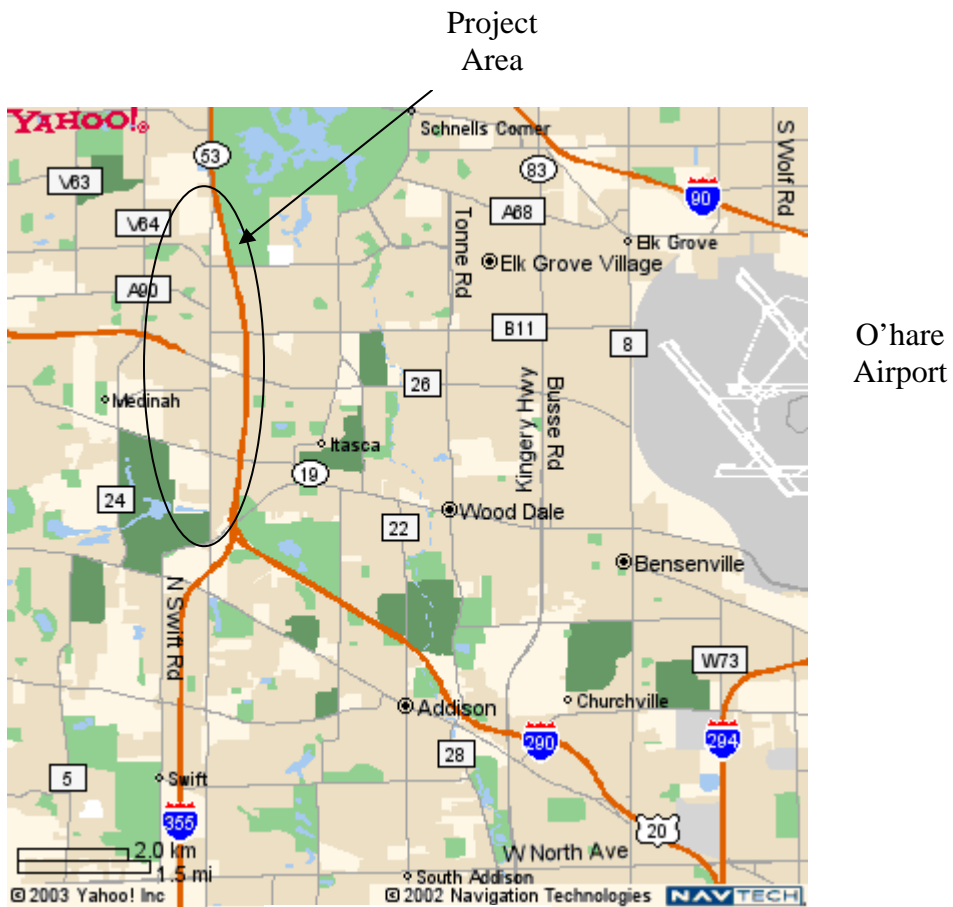 Project
Area
YAHOO!®
Schnells Corner
53
83
S Wolf Rd
V63
90
V64
A68
Tonne Rd
Elk Grove
Elk Grove Village
A90
B11
8
O'hare
Airport
26
Kingery Hwy
Busse Rd
Medinah
Itasca
19
24
22
Wood Dale
Bensenville
N Swift Rd
W73
Churchville
Addison
290
294
28
5
Swift
355
20
2.0 km
1.5 mi
W North Ave
South Addison
© 2003 Yahoo! Inc
© 2002 Navigation Technologies
NAVTECH